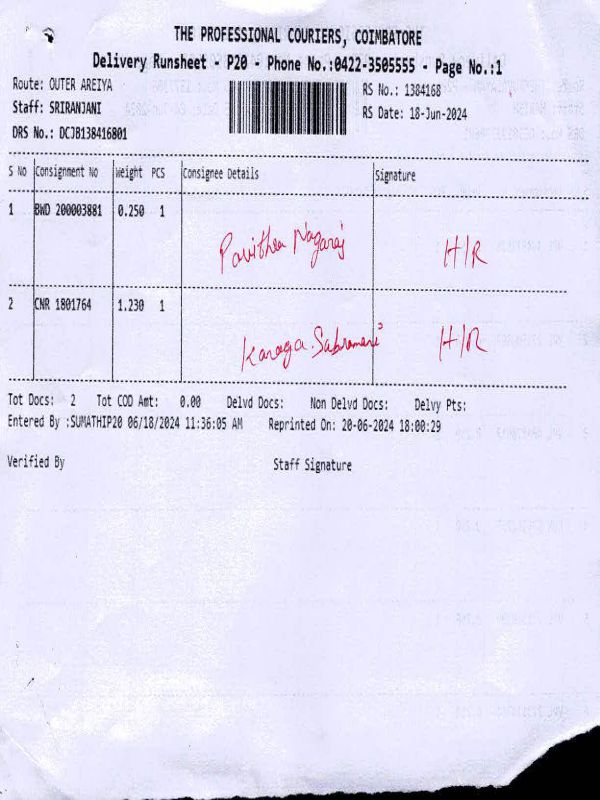 THE PROFESSIONAL COURIERS, COIMBATORE
Delivery Runsheet - P20 - Phone No.:0422-3505555 - Page No.:1
Route: OUTER AREIYA RS No.: 1384168
Staff: SRIRANJANI RS Date: 18-Jun-2024
DRS No.: DCJB138416801
S No Consignment No Weight PCS Consignee Details Signature
1 BWD 200003881 0.250 1 Pavithra Nagaraj H/R
2 CNR 1801764 1.230 1 H/R
Tot Docs: 2 Tot COD Amt: 0.00 Delvd Docs: Non Delvd Docs: Delvy Pts:
Entered By :SUMATHIP20 06/18/2024 11:36:05 AM Reprinted On: 20-06-2024 18:00:29
Verified By Staff Signature